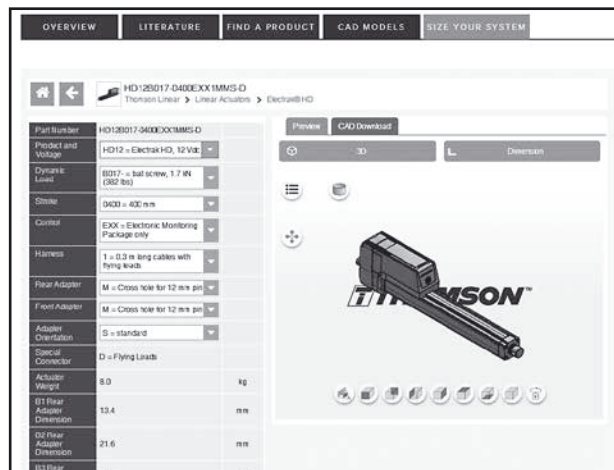 OVERVIEW
LITERATURE
FIND A PRODUCT
CAD MODELS
SIZE YOUR SYSTEM
HD12B017-0400EXX1MMS-D
Thomson Linear > Linear Actuators > Electrak® HD
Part Number
HD12B017-0400EXX1MMS-D
Product and
Voltage
HD12 = Electrak HD, 12 Vdc
Dynamic
Load
B017- = ball screw, 1.7 kN
(382 lbs)
Stroke
0400 = 400 mm
Control
EXX = Electronic Monitoring
Package only
Harness
1 = 0.3 m long cables with
flying leads
Rear Adapter
M = Cross hole for 12 mm pin
Front Adapter
M = Cross hole for 12 mm pin
Adapter
Orientation
S = standard
Special
Connector
D = Flying Leads
Actuator
Weight
8.0
kg
B1 Rear
Adapter
Dimension
13.4
mm
B2 Rear
Adapter
Dimension
21.6
mm
B3 Rear
Preview
CAD Download
3D
Dimension
THOMSON™